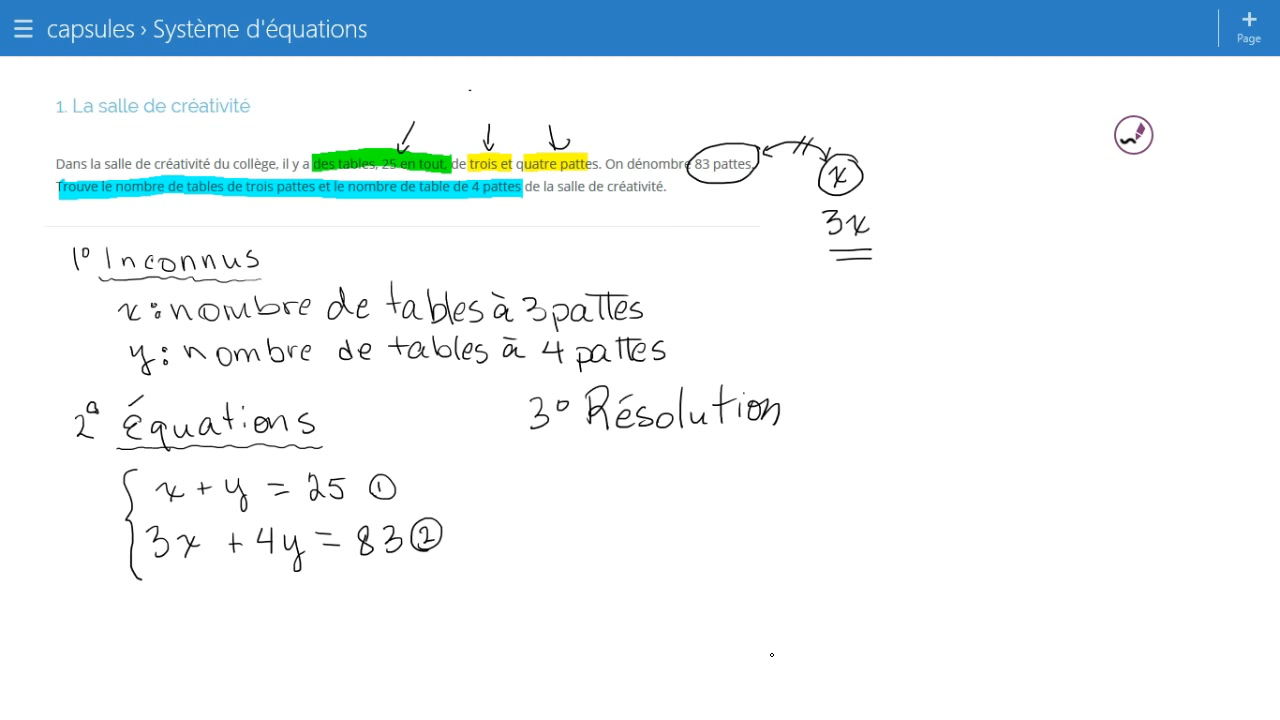 capsules › Système d'équations
Page
1. La salle de créativité
Dans la salle de créativité du collège, il y a des tables, 25 en tout, de trois et quatre pattes. On dénombre 83 pattes.
Trouve le nombre de tables de trois pattes et le nombre de table de 4 pattes de la salle de créativité.
x
3x
1° Inconnus
x : nombre de tables à 3 pattes
y : nombre de tables à 4 pattes
2° Équations
x + y = 25 ①
3x + 4y = 83 ②
3° Résolution